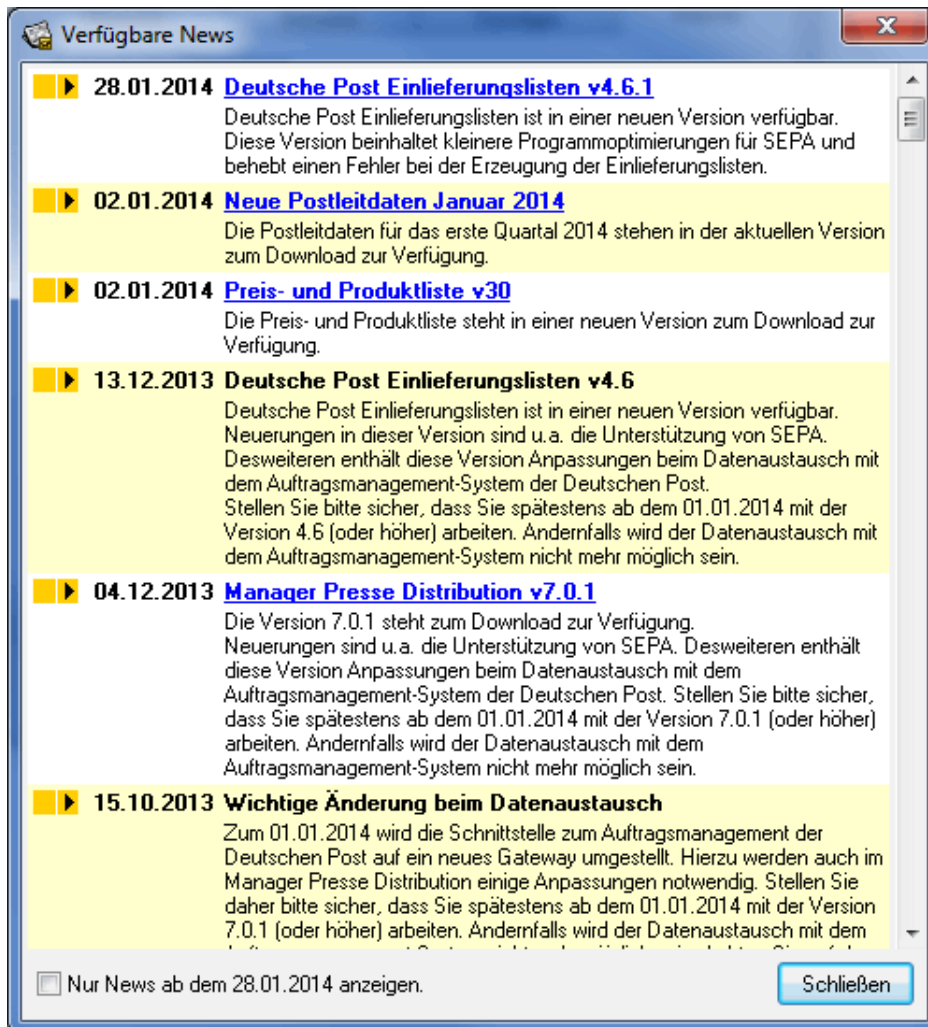 Verfügbare News
28.01.2014 Deutsche Post Einlieferungslisten v4.6.1
Deutsche Post Einlieferungslisten ist in einer neuen Version verfügbar.
Diese Version beinhaltet kleinere Programmoptimierungen für SEPA und
behebt einen Fehler bei der Erzeugung der Einlieferungslisten.
02.01.2014 Neue Postleitdaten Januar 2014
Die Postleitdaten für das erste Quartal 2014 stehen in der aktuellen Version
zum Download zur Verfügung.
02.01.2014 Preis- und Produktliste v30
Die Preis- und Produktliste steht in einer neuen Version zum Download zur
Verfügung.
13.12.2013 Deutsche Post Einlieferungslisten v4.6
Deutsche Post Einlieferungslisten ist in einer neuen Version verfügbar.
Neuerungen in dieser Version sind u.a. die Unterstützung von SEPA.
Desweiteren enthält diese Version Anpassungen beim Datenaustausch mit
dem Auftragsmanagement-System der Deutschen Post.
Stellen Sie bitte sicher, dass Sie spätestens ab dem 01.01.2014 mit der
Version 4.6 (oder höher) arbeiten. Andernfalls wird der Datenaustausch mit
dem Auftragsmanagement-System nicht mehr möglich sein.
04.12.2013 Manager Presse Distribution v7.0.1
Die Version 7.0.1 steht zum Download zur Verfügung.
Neuerungen sind u.a. die Unterstützung von SEPA. Desweiteren enthält
diese Version Anpassungen beim Datenaustausch mit dem
Auftragsmanagement-System der Deutschen Post. Stellen Sie bitte sicher,
dass Sie spätestens ab dem 01.01.2014 mit der Version 7.0.1 (oder höher)
arbeiten. Andernfalls wird der Datenaustausch mit dem
Auftragsmanagement-System nicht mehr möglich sein.
15.10.2013 Wichtige Änderung beim Datenaustausch
Zum 01.01.2014 wird die Schnittstelle zum Auftragsmanagement der
Deutschen Post auf ein neues Gateway umgestellt. Hierzu werden auch im
Manager Presse Distribution einige Anpassungen notwendig. Stellen Sie
daher bitte sicher, dass Sie spätestens ab dem 01.01.2014 mit der Version
7.0.1 (oder höher) arbeiten. Andernfalls wird der Datenaustausch mit dem
Nur News ab dem 28.01.2014 anzeigen.
Schließen